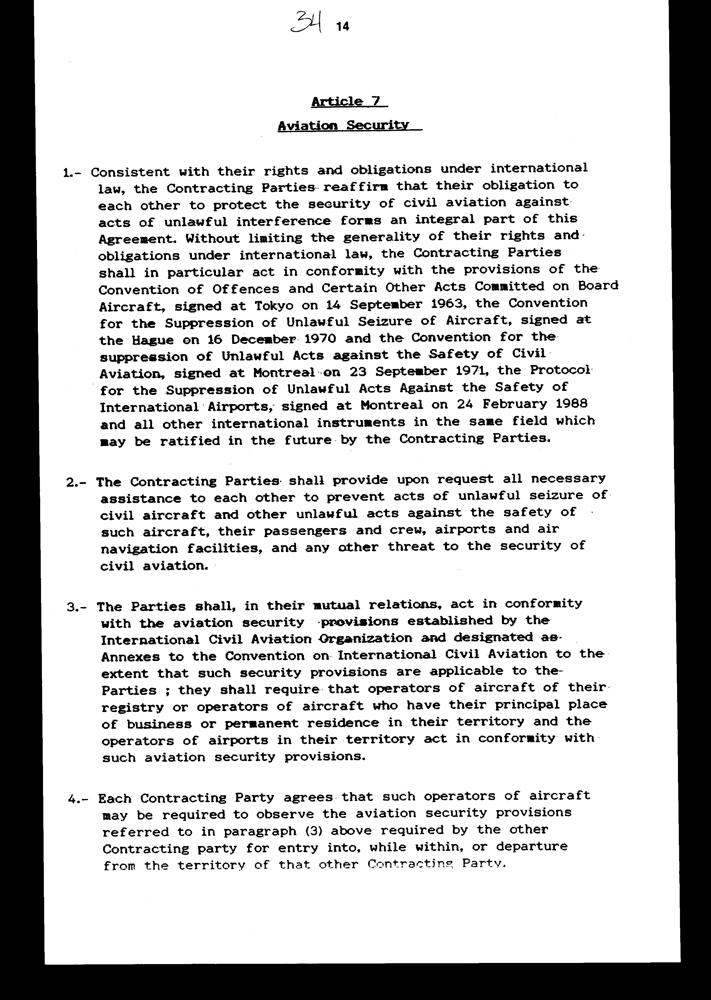 34 14
Article 7
Aviation Security
1.- Consistent with their rights and obligations under international
law, the Contracting Parties reaffirm that their obligation to
each other to protect the security of civil aviation against
acts of unlawful interference forms an integral part of this
Agreement. Without limiting the generality of their rights and
obligations under international law, the Contracting Parties
shall in particular act in conformity with the provisions of the
Convention of Offences and Certain Other Acts Committed on Board
Aircraft, signed at Tokyo on 14 September 1963, the Convention
for the Suppression of Unlawful Seizure of Aircraft, signed at
the Hague on 16 December 1970 and the Convention for the
suppression of Unlawful Acts against the Safety of Civil
Aviation, signed at Montreal on 23 September 1971, the Protocol
for the Suppression of Unlawful Acts Against the Safety of
International Airports, signed at Montreal on 24 February 1988
and all other international instruments in the same field which
may be ratified in the future by the Contracting Parties.
2.- The Contracting Parties shall provide upon request all necessary
assistance to each other to prevent acts of unlawful seizure of
civil aircraft and other unlawful acts against the safety of
such aircraft, their passengers and crew, airports and air
navigation facilities, and any other threat to the security of
civil aviation.
3.- The Parties shall, in their mutual relations, act in conformity
with the aviation security provisions established by the
International Civil Aviation Organization and designated as
Annexes to the Convention on International Civil Aviation to the
extent that such security provisions are applicable to the
Parties ; they shall require that operators of aircraft of their
registry or operators of aircraft who have their principal place
of business or permanent residence in their territory and the
operators of airports in their territory act in conformity with
such aviation security provisions.
4.- Each Contracting Party agrees that such operators of aircraft
may be required to observe the aviation security provisions
referred to in paragraph (3) above required by the other
Contracting party for entry into, while within, or departure
from the territory of that other Contracting Party.